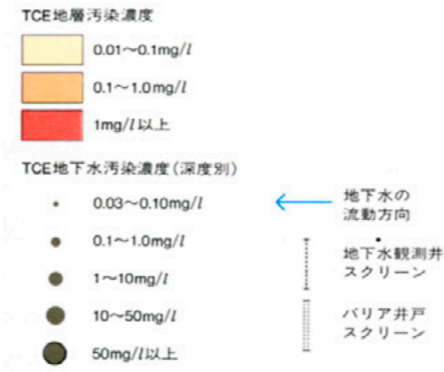 TCE地層汚染濃度
0.01〜0.1mg/l
0.1〜1.0mg/l
1mg/l以上
TCE地下水汚染濃度(深度別)
0.03〜0.10mg/l
0.1〜1.0mg/l
1〜10mg/l
10〜50mg/l
50mg/l以上
地下水の
流動方向
地下水観測井
スクリーン
バリア井戸
スクリーン